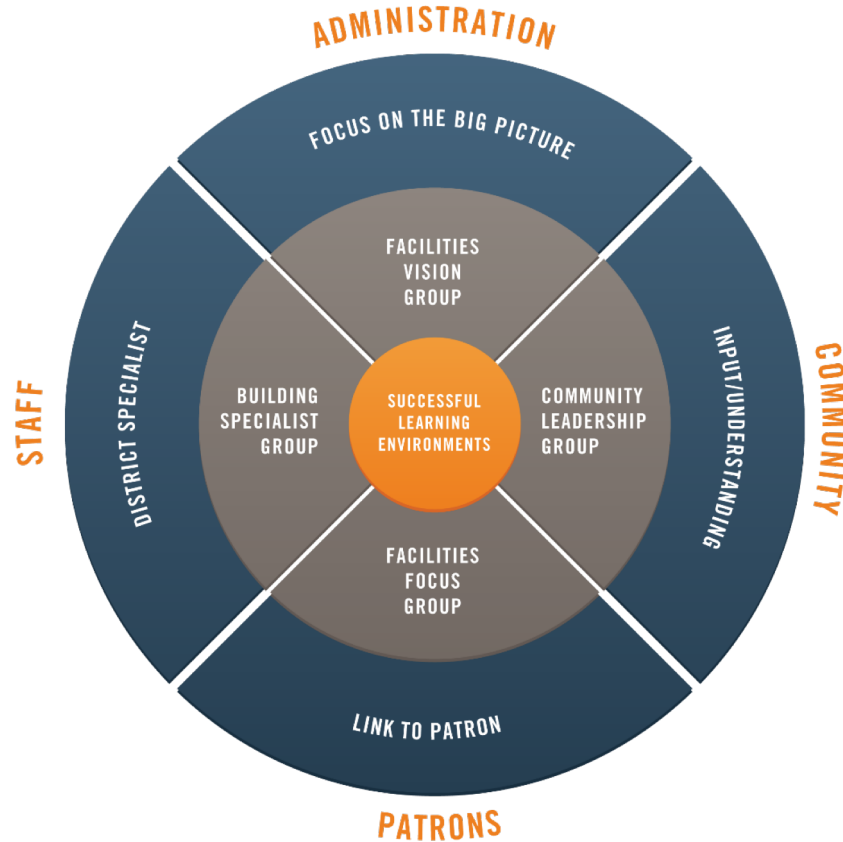 ADMINISTRATION
FOCUS ON THE BIG PICTURE
FACILITIES
VISION
GROUP
STAFF
DISTRICT SPECIALIST
BUILDING
SPECIALIST
GROUP
SUCCESSFUL
LEARNING
ENVIRONMENTS
COMMUNITY
LEADERSHIP
GROUP
INPUT/UNDERSTANDING
COMMUNITY
FACILITIES
FOCUS
GROUP
LINK TO PATRON
PATRONS